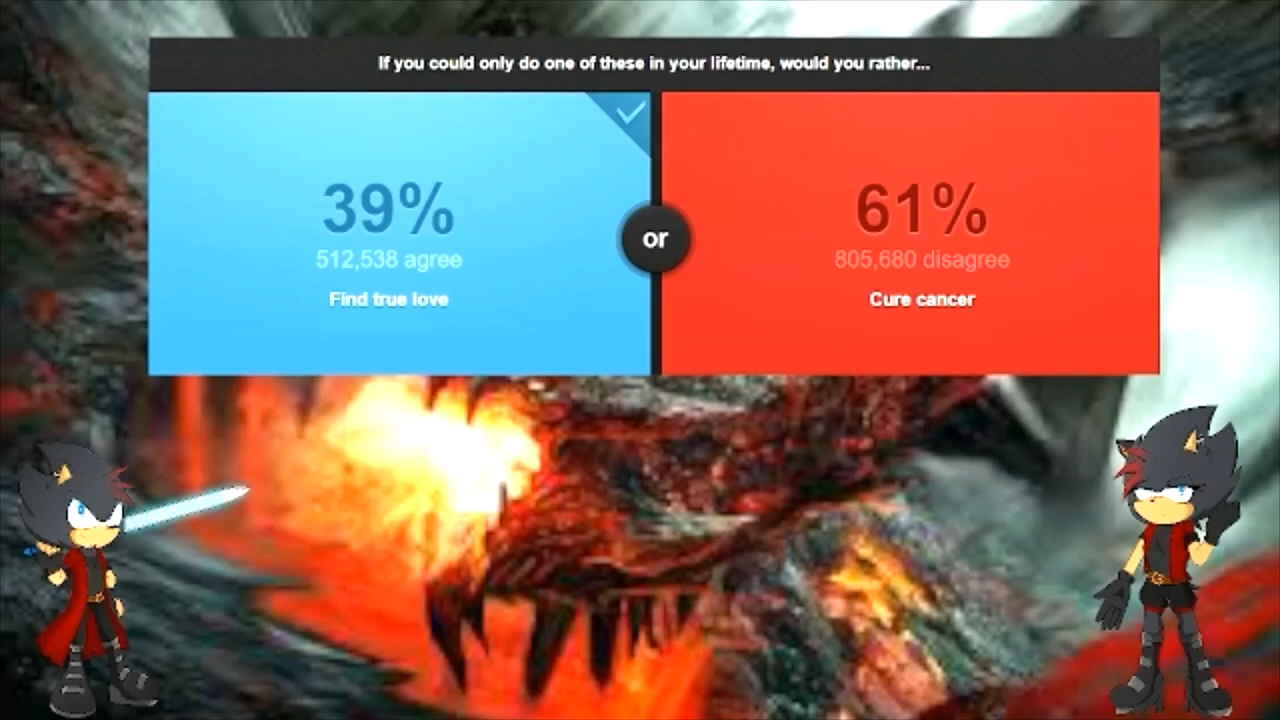 If you could only do one of these in your lifetime, would you rather...
39%
512,538 agree
Find true love
or
61%
805,680 disagree
Cure cancer